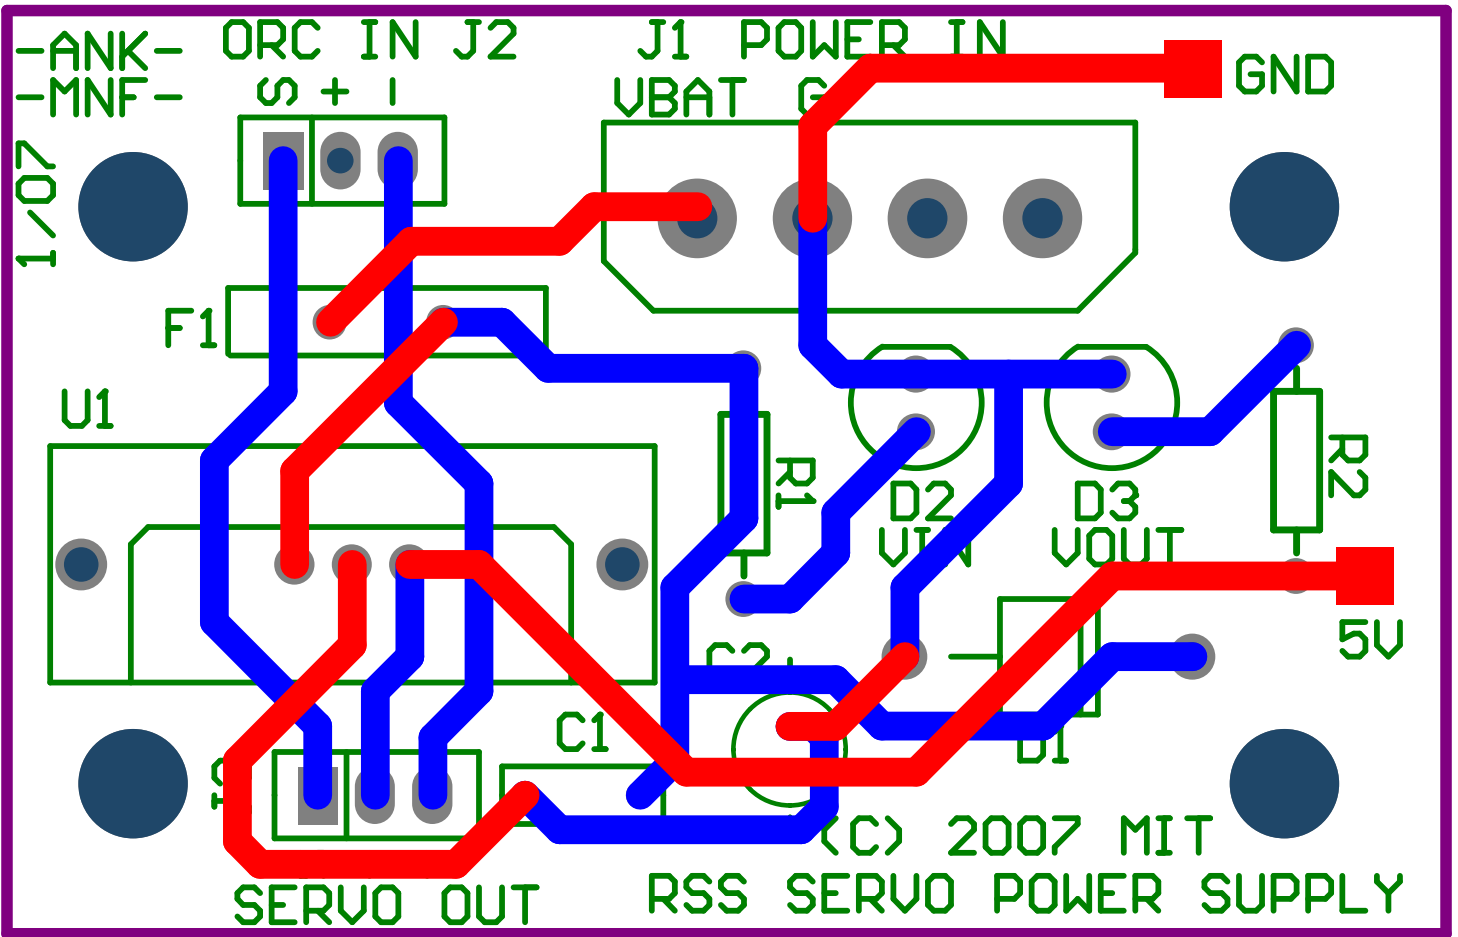 -ANK-
-MNF-
1/07
ORC IN J2
S + -
J1 POWER IN
VBAT G
GND
F1
U1
R1
D2
VIN
D3
VOUT
R2
5V
C2
+
C1
D1
(C) 2007 MIT
SERVO OUT
RSS SERVO POWER SUPPLY